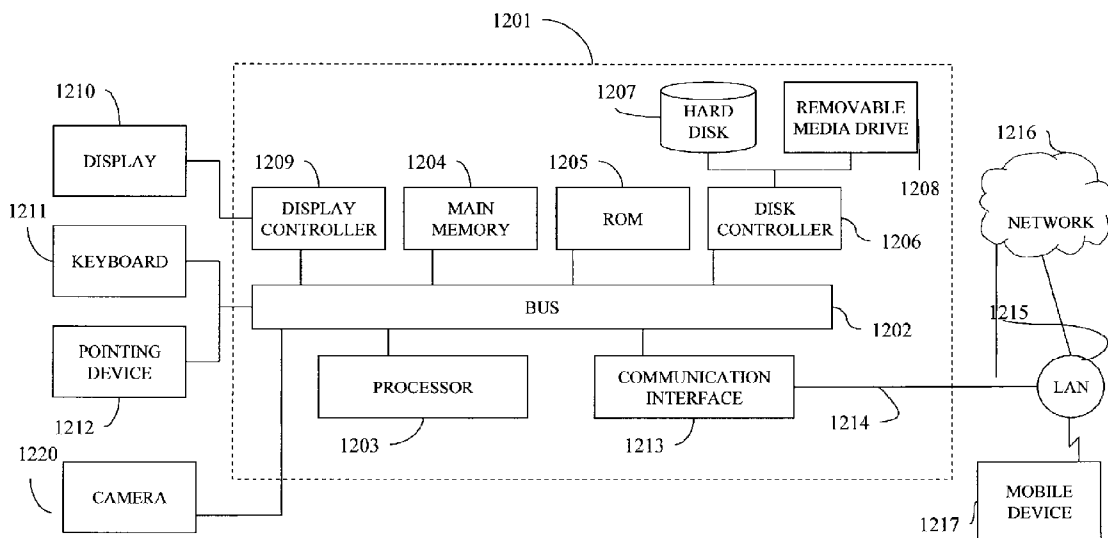 1201
1210
DISPLAY
1207
HARD
DISK
REMOVABLE
MEDIA DRIVE
1208
1216
NETWORK
1209
DISPLAY
CONTROLLER
1204
MAIN
MEMORY
1205
ROM
DISK
CONTROLLER
1206
1211
KEYBOARD
BUS
1202
1215
POINTING
DEVICE
1212
PROCESSOR
1203
COMMUNICATION
INTERFACE
1213
1214
LAN
1220
CAMERA
MOBILE
DEVICE
1217